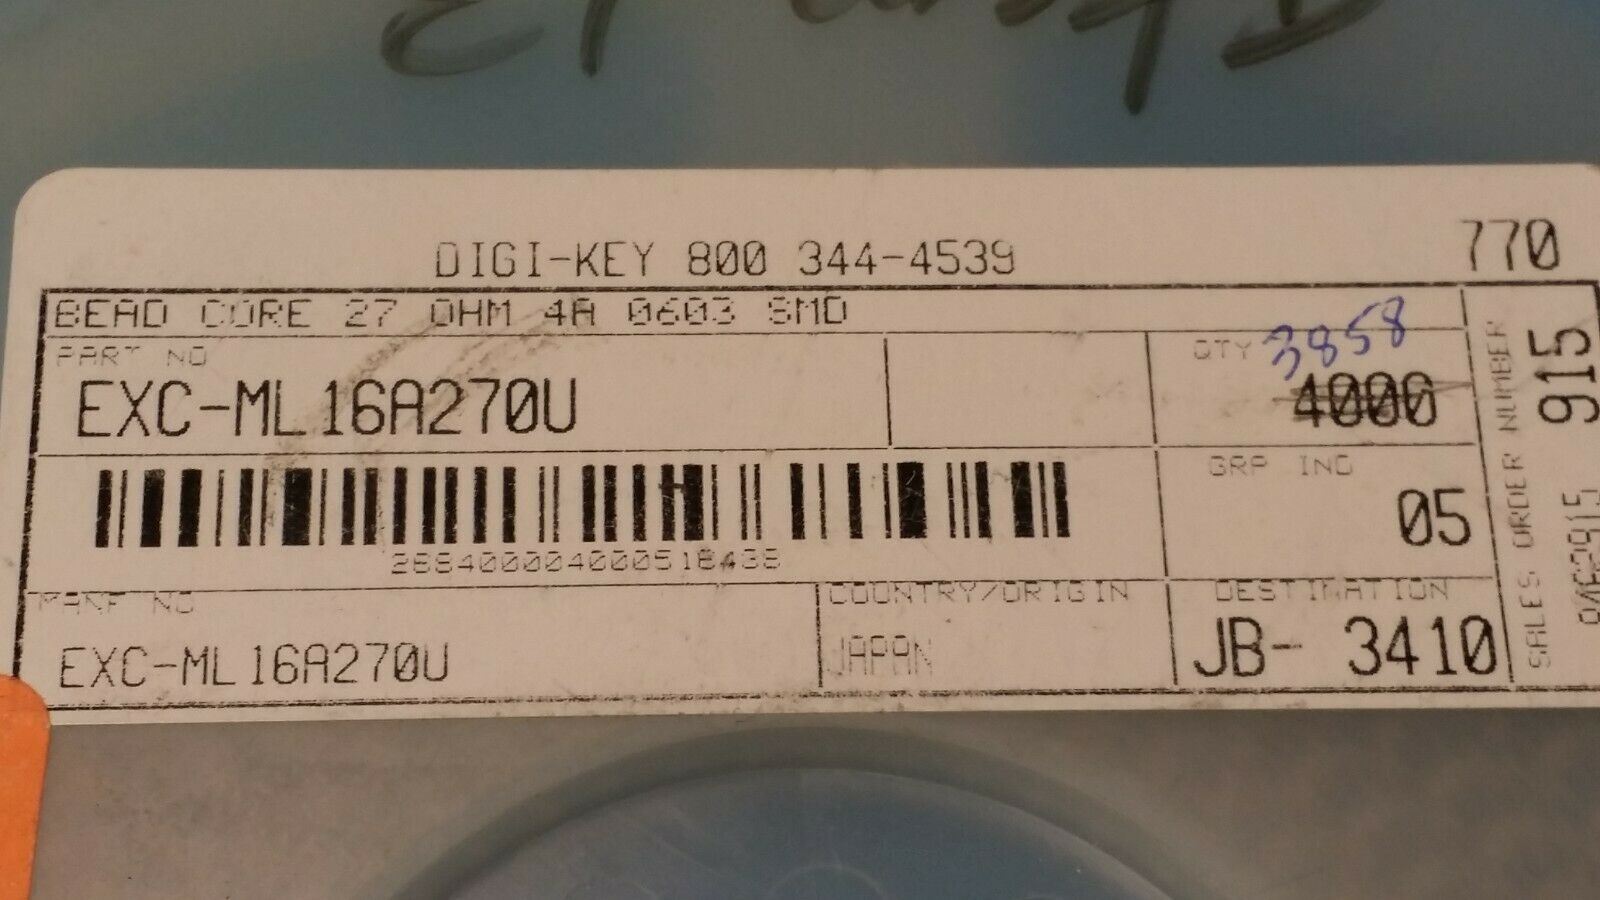 DIGI-KEY 800 344-4539
770
BEAD CORE 27 OHM 4A 0603 SMD
PART NO
EXC-ML16A270U
QTY 3858
4000
GRP IND
05
MANF NO
EXC-ML16A270U
COUNTRY/ORIGIN
JAPAN
DESTINATION
JB- 3410
SALES ORDER NUMBER
915